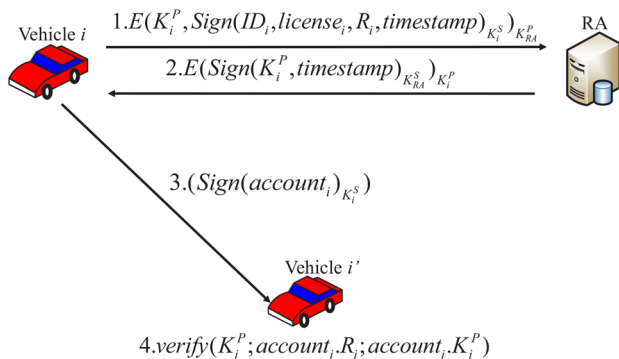 1.E(K_i^P,Sign(ID_i,license_i,R_i,timestamp)_{K_i^S})_{K_{RA}^P}
Vehicle i
RA
2.E(Sign(K_i^P,timestamp)_{K_{RA}^S})_{K_i^P}
3.(Sign(account_i)_{K_i^S})
Vehicle i’
4.verify(K_i^P;account_i.R_i;account_i.K_i^P)